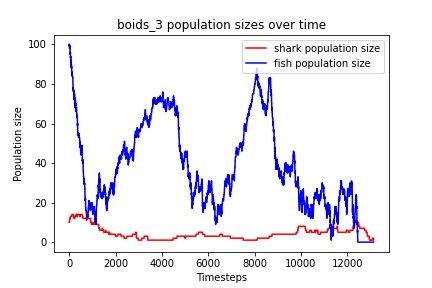 boids_3 population sizes over time
shark population size
fish population size
Population size
100
80
60
40
20
0
0 2000 4000 6000 8000 10000 12000
Timesteps